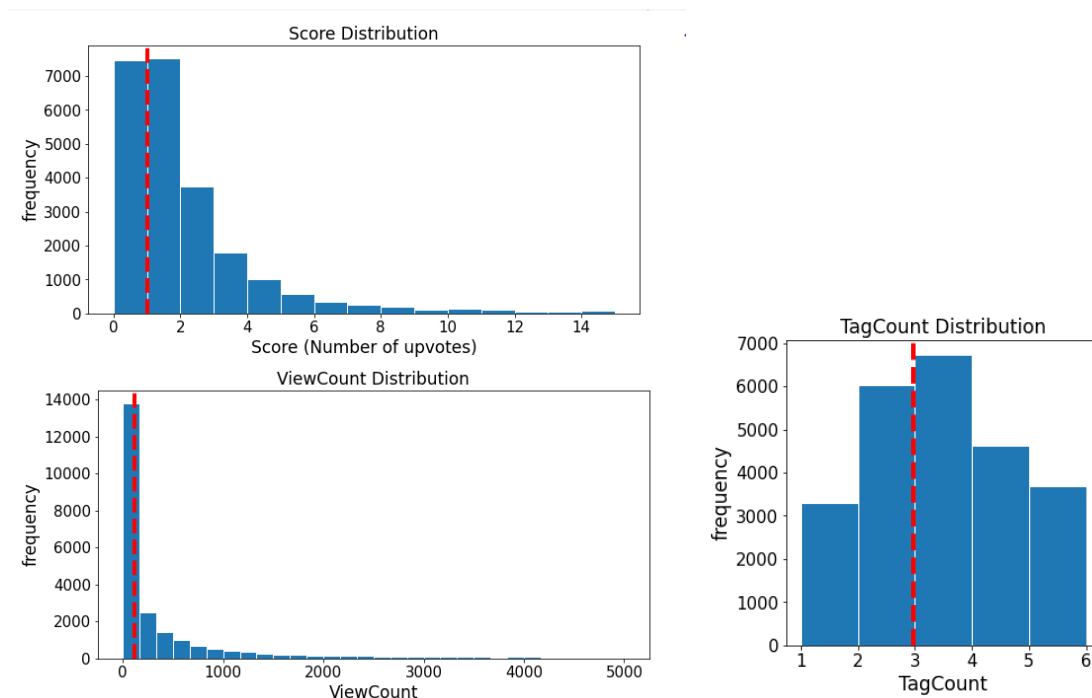 Score Distribution
7000
6000
5000
4000
3000
2000
1000
0
frequency
0 2 4 6 8 10 12 14
Score (Number of upvotes)
ViewCount Distribution
14000
12000
10000
8000
6000
4000
2000
0
frequency
0 1000 2000 3000 4000 5000
ViewCount
TagCount Distribution
7000
6000
5000
4000
3000
2000
1000
0
frequency
1 2 3 4 5 6
TagCount